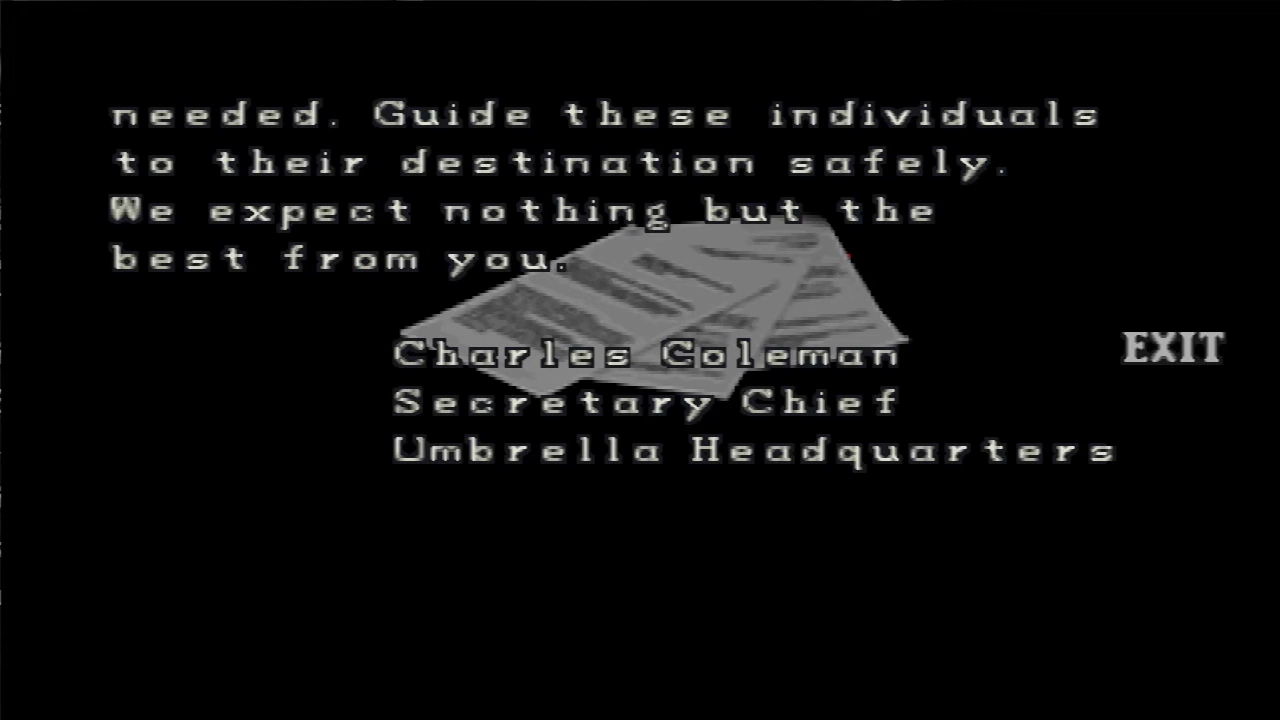 needed. Guide these individuals
to their destination safely.
We expect nothing but the
best from you.
EXIT
Charles Coleman
Secretary Chief
Umbrella Headquarters